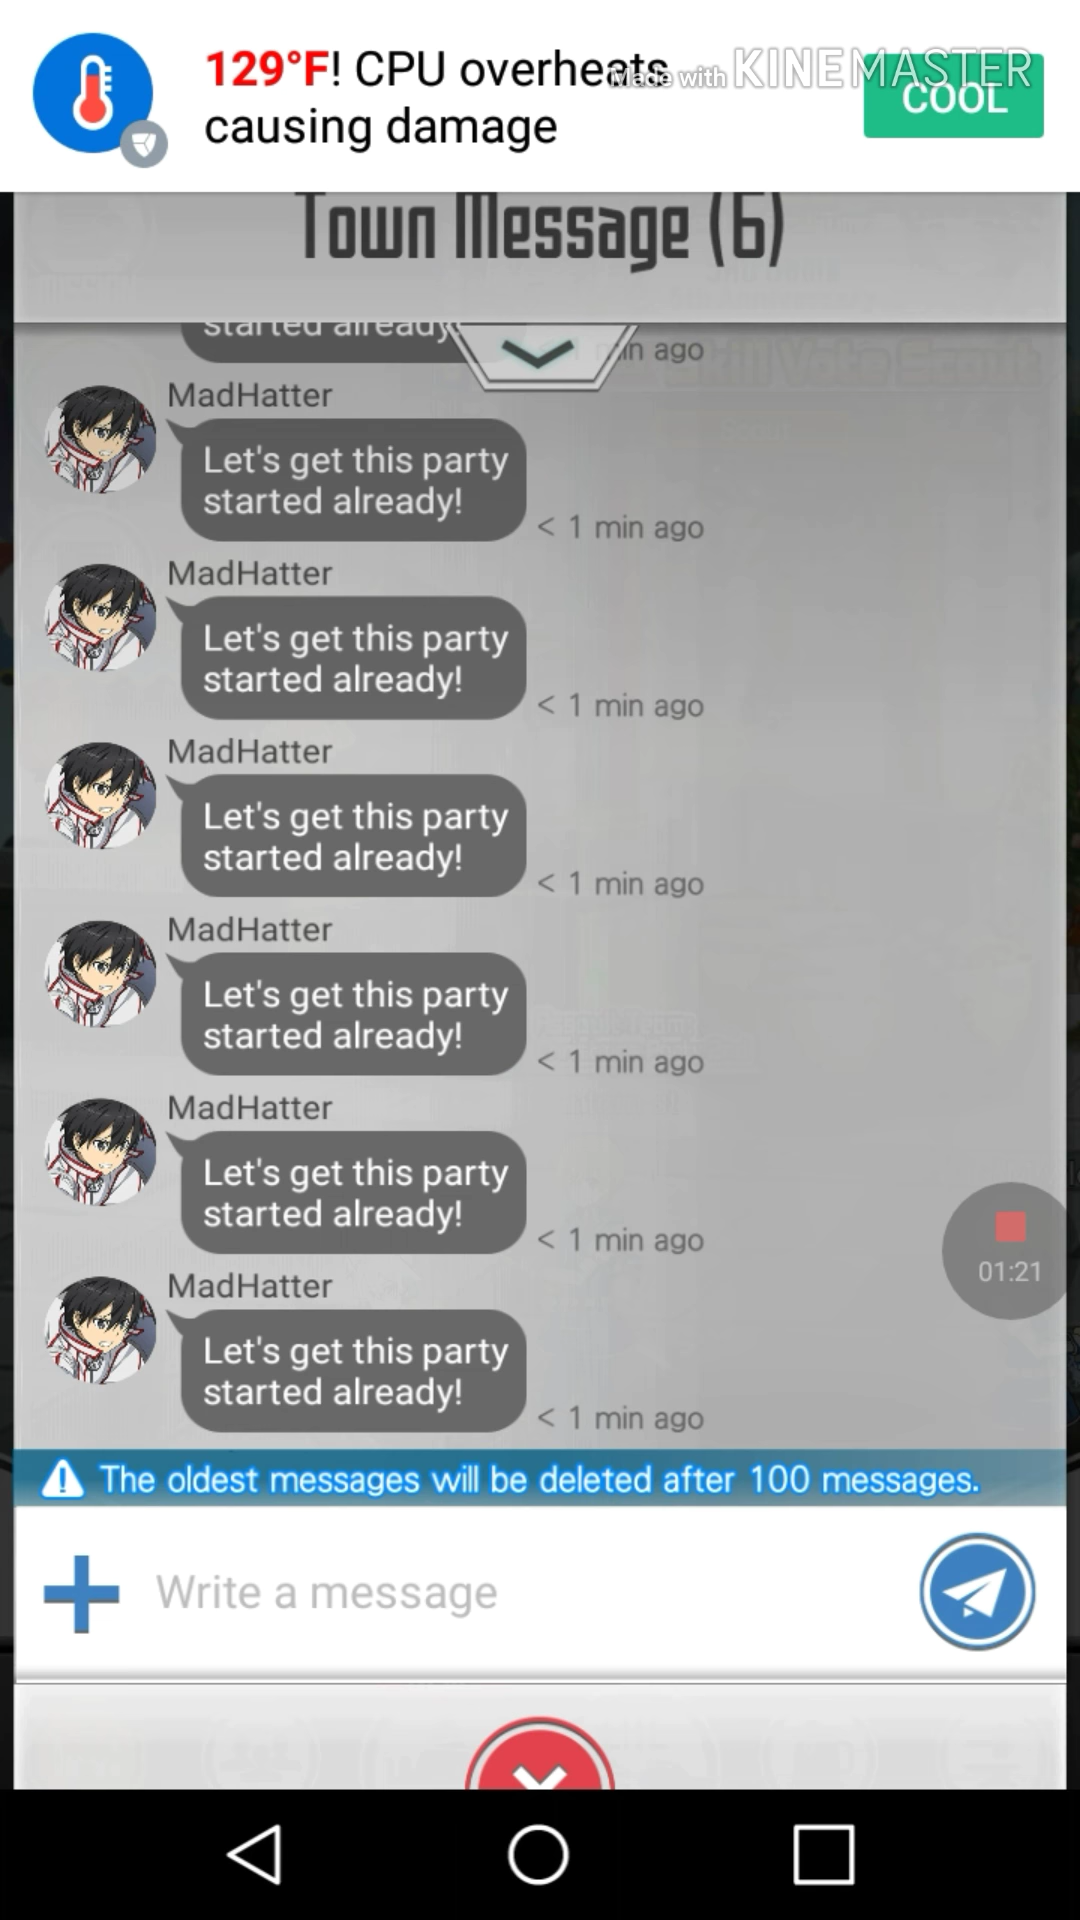 129°F! CPU overheats
causing damage
Made with KINEMASTER
COOL
Town Message (6)
started already
min ago
MadHatter
Let's get this party
started already!
< 1 min ago
MadHatter
Let's get this party
started already!
< 1 min ago
MadHatter
Let's get this party
started already!
< 1 min ago
MadHatter
Let's get this party
started already!
< 1 min ago
MadHatter
Let's get this party
started already!
< 1 min ago
MadHatter
Let's get this party
started already!
< 1 min ago
01:21
The oldest messages will be deleted after 100 messages.
Write a message